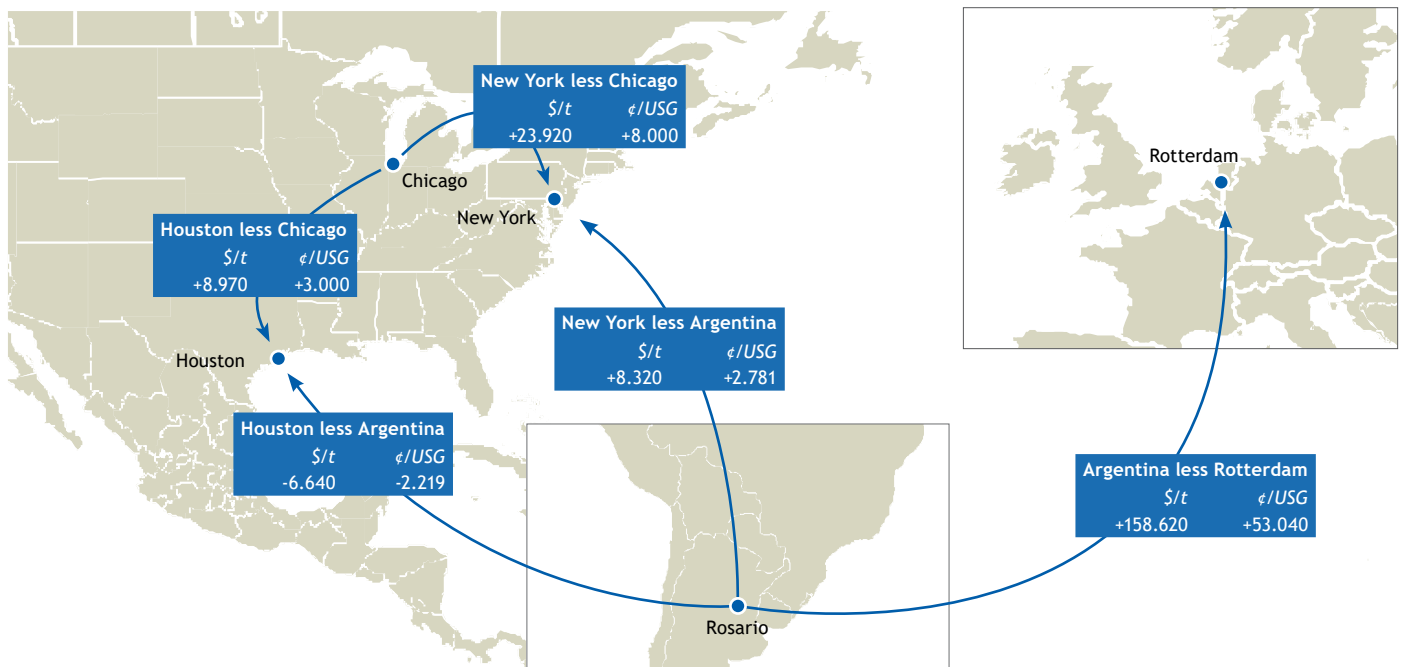 New York less Chicago
$/t ¢/USG
+23.920 +8.000
Rotterdam
Chicago
New York
Houston less Chicago
$/t ¢/USG
+8.970 +3.000
New York less Argentina
$/t ¢/USG
+8.320 +2.781
Houston
Houston less Argentina
$/t ¢/USG
-6.640 -2.219
Argentina less Rotterdam
$/t ¢/USG
+158.620 +53.040
Rosario